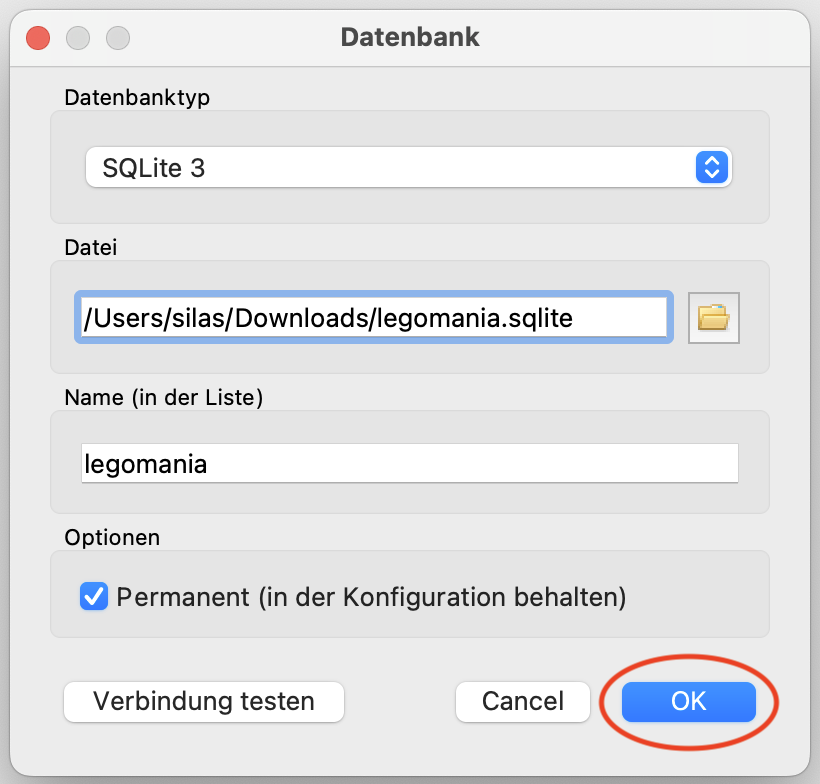 Datenbank
Datenbanktyp
SQLite 3
Datei
/Users/silas/Downloads/legomania.sqlite
Name (in der Liste)
legomania
Optionen
Permanent (in der Konfiguration behalten)
Verbindung testen
Cancel
OK